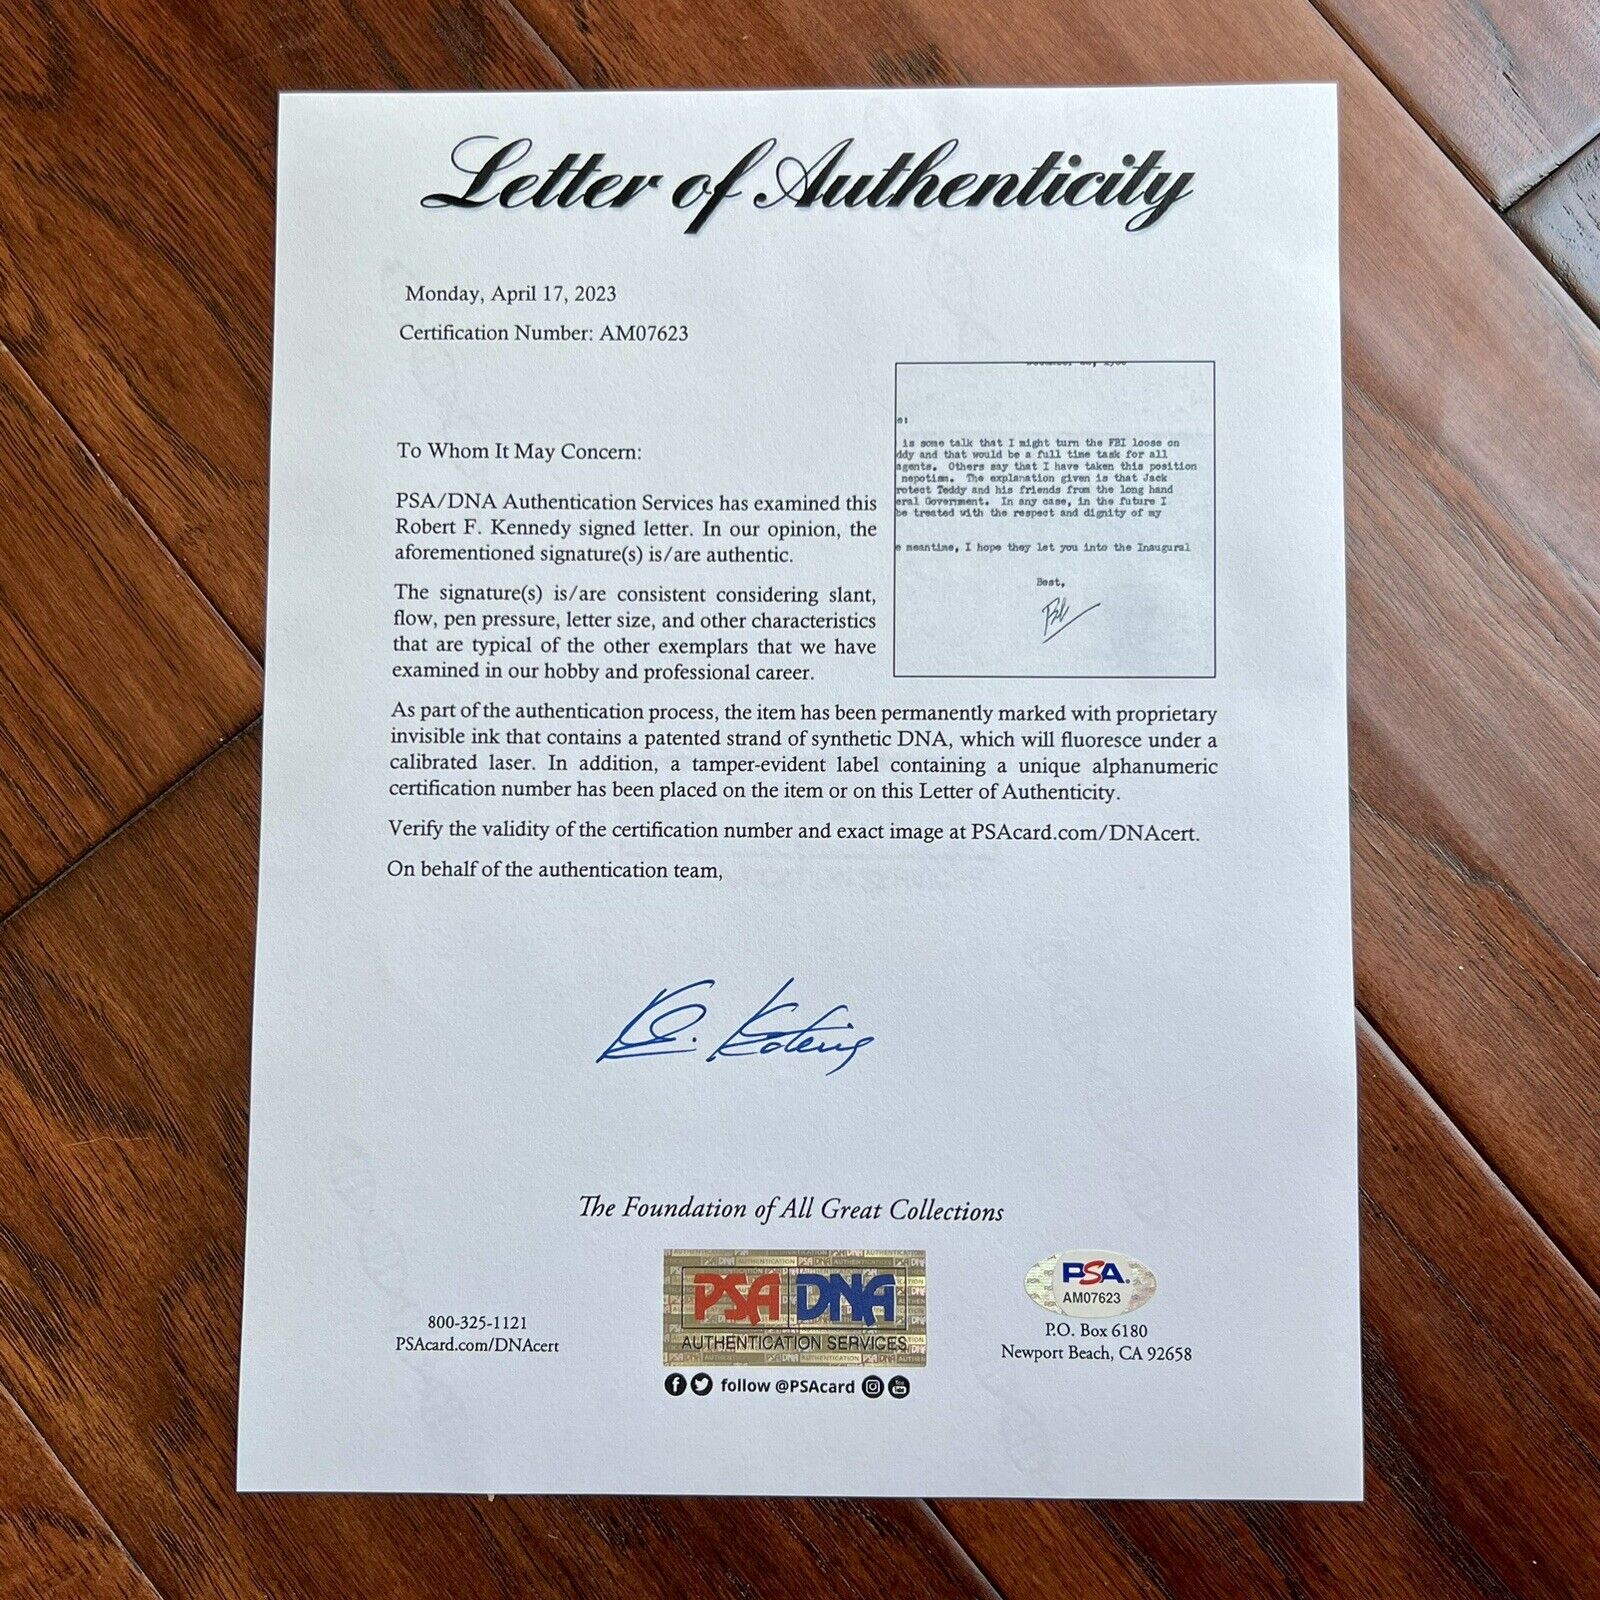 Letter of Authenticity
Monday, April 17, 2023
Certification Number: AM07623
is some talk that I might turn the FBI loose on
ddy and that would be a full time task for all
agents. Others say that I have taken this position
nepotism. The explanation given is that Jack
rotect Teddy and his friends from the long hand
eral Government. In any case, in the future I
be treated with the respect and dignity of my
e meantime, I hope they let you into the Inaugural
Best,
To Whom It May Concern:
PSA/DNA Authentication Services has examined this
Robert F. Kennedy signed letter. In our opinion, the
aforementioned signature(s) is/are authentic.
The signature(s) is/are consistent considering slant,
flow, pen pressure, letter size, and other characteristics
that are typical of the other exemplars that we have
examined in our hobby and professional career.
As part of the authentication process, the item has been permanently marked with proprietary
invisible ink that contains a patented strand of synthetic DNA, which will fluoresce under a
calibrated laser. In addition, a tamper-evident label containing a unique alphanumeric
certification number has been placed on the item or on this Letter of Authenticity.
Verify the validity of the certification number and exact image at PSAcard.com/DNAcert.
On behalf of the authentication team,
The Foundation of All Great Collections
800-325-1121
PSAcard.com/DNAcert
PSA DNA
AUTHENTICATION SERVICES
follow @PSAcard
PSA
AM07623
P.O. Box 6180
Newport Beach, CA 92658